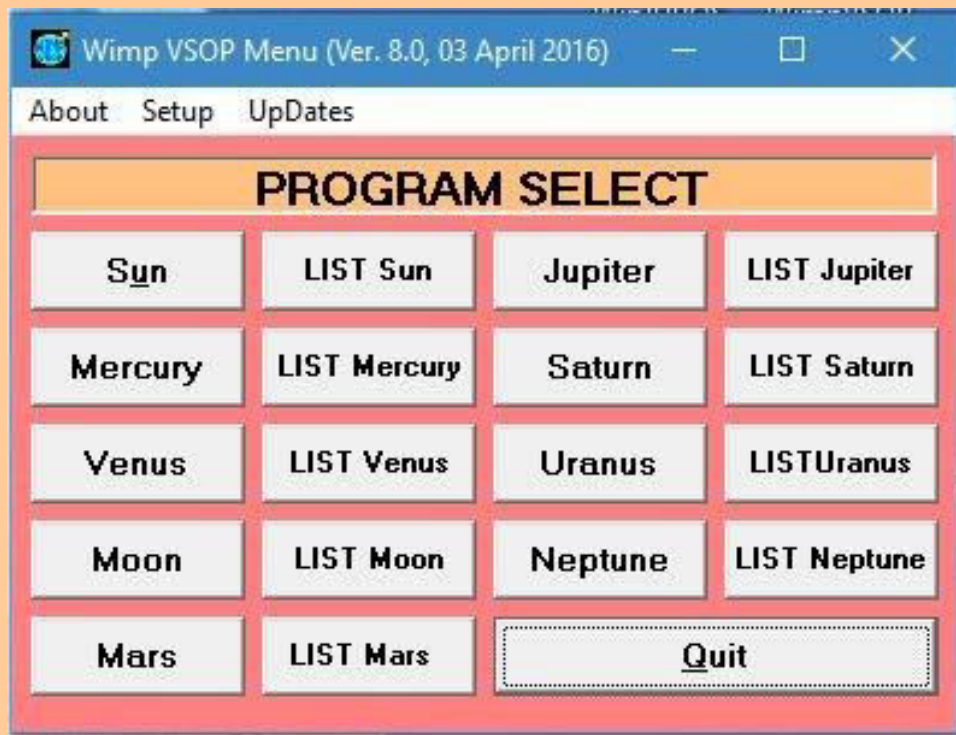 Wimp VSOP Menu (Ver. 8.0, 03 April 2016)
About Setup UpDates
PROGRAM SELECT
Sun LIST Sun Jupiter LIST Jupiter
Mercury LIST Mercury Saturn LIST Saturn
Venus LIST Venus Uranus LISTUranus
Moon LIST Moon Neptune LIST Neptune
Mars LIST Mars Quit